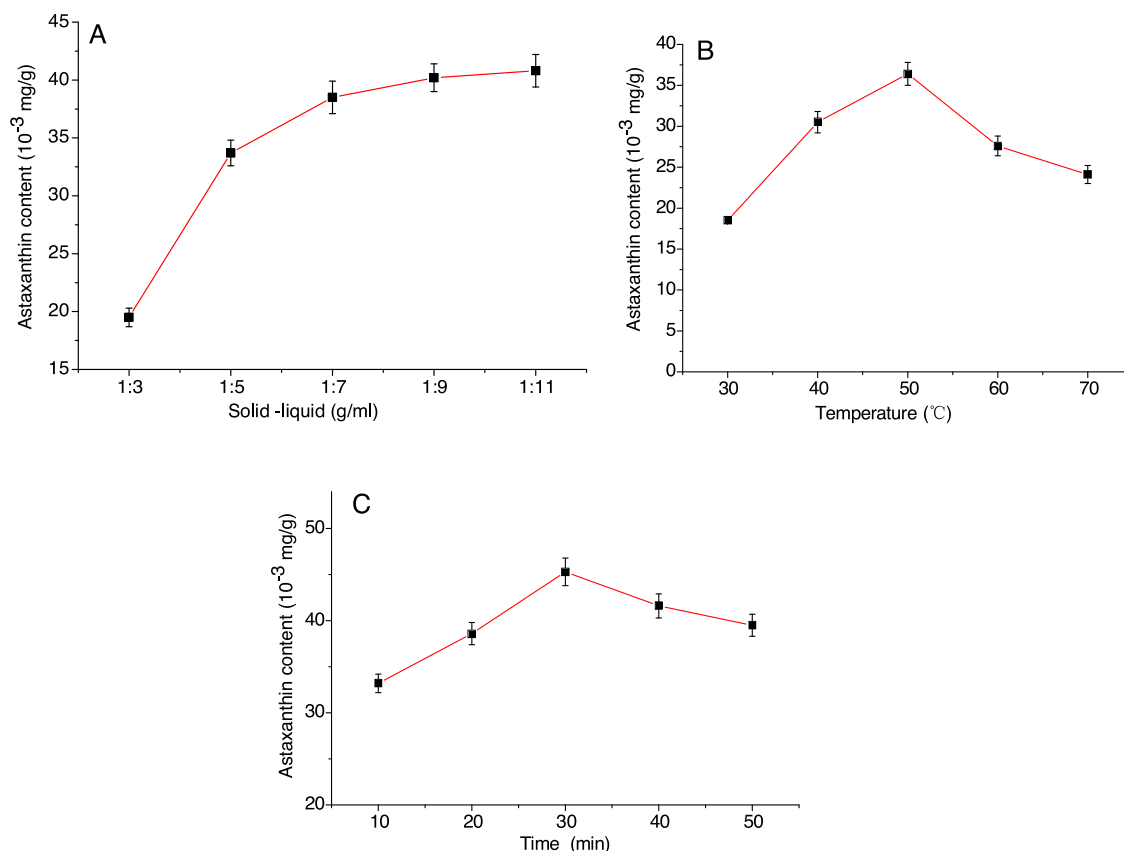 A
Astaxanthin content (10⁻³ mg/g)
45
40
35
30
25
20
15
1:3 1:5 1:7 1:9 1:11
Solid -liquid (g/ml)
B
Astaxanthin content (10⁻³ mg/g)
40
35
30
25
20
15
10
5
0
30 40 50 60 70
Temperature (℃)
C
Astaxanthin content (10⁻³ mg/g)
50
40
30
20
10 20 30 40 50
Time (min)